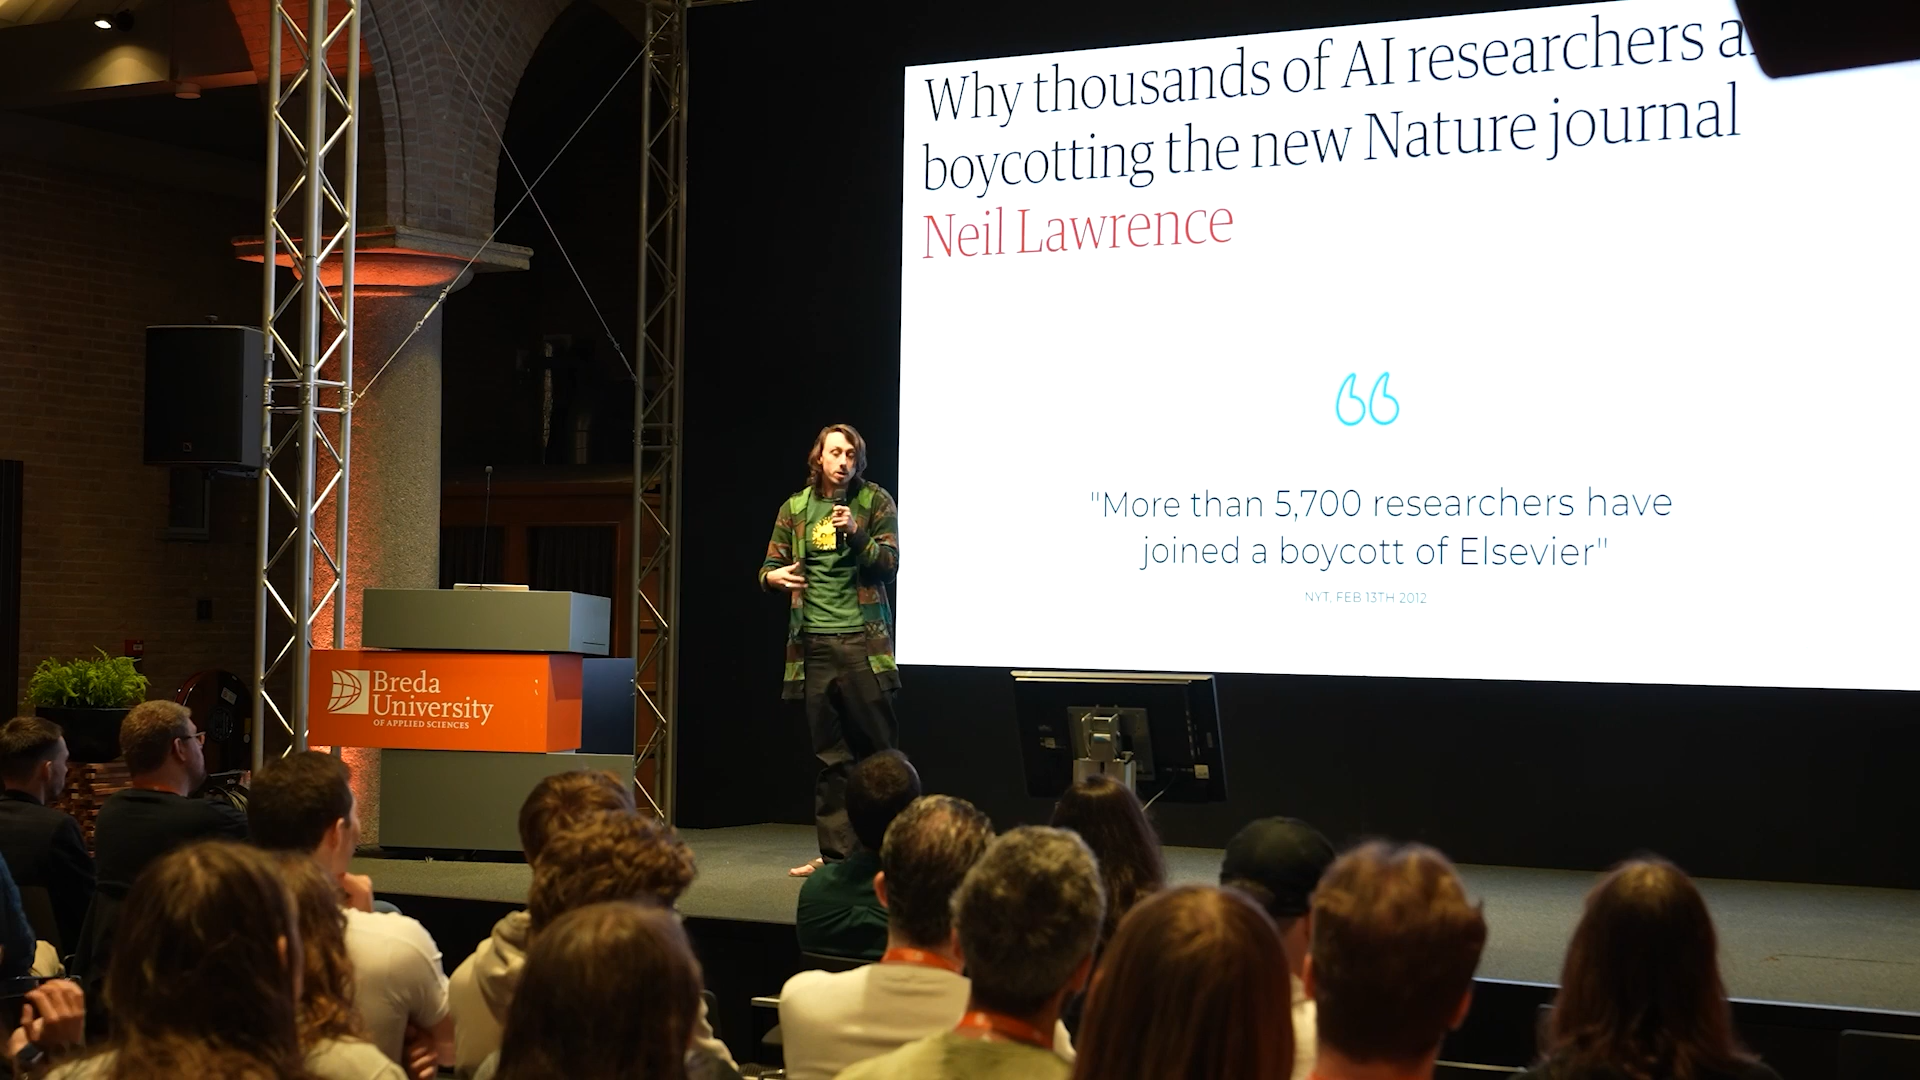 Why thousands of AI researchers
boycotting the new Nature journal
Neil Lawrence
"More than 5,700 researchers have
joined a boycott of Elsevier"
NYT, FEB 13TH 2012
Breda
University
OF APPLIED SCIENCES